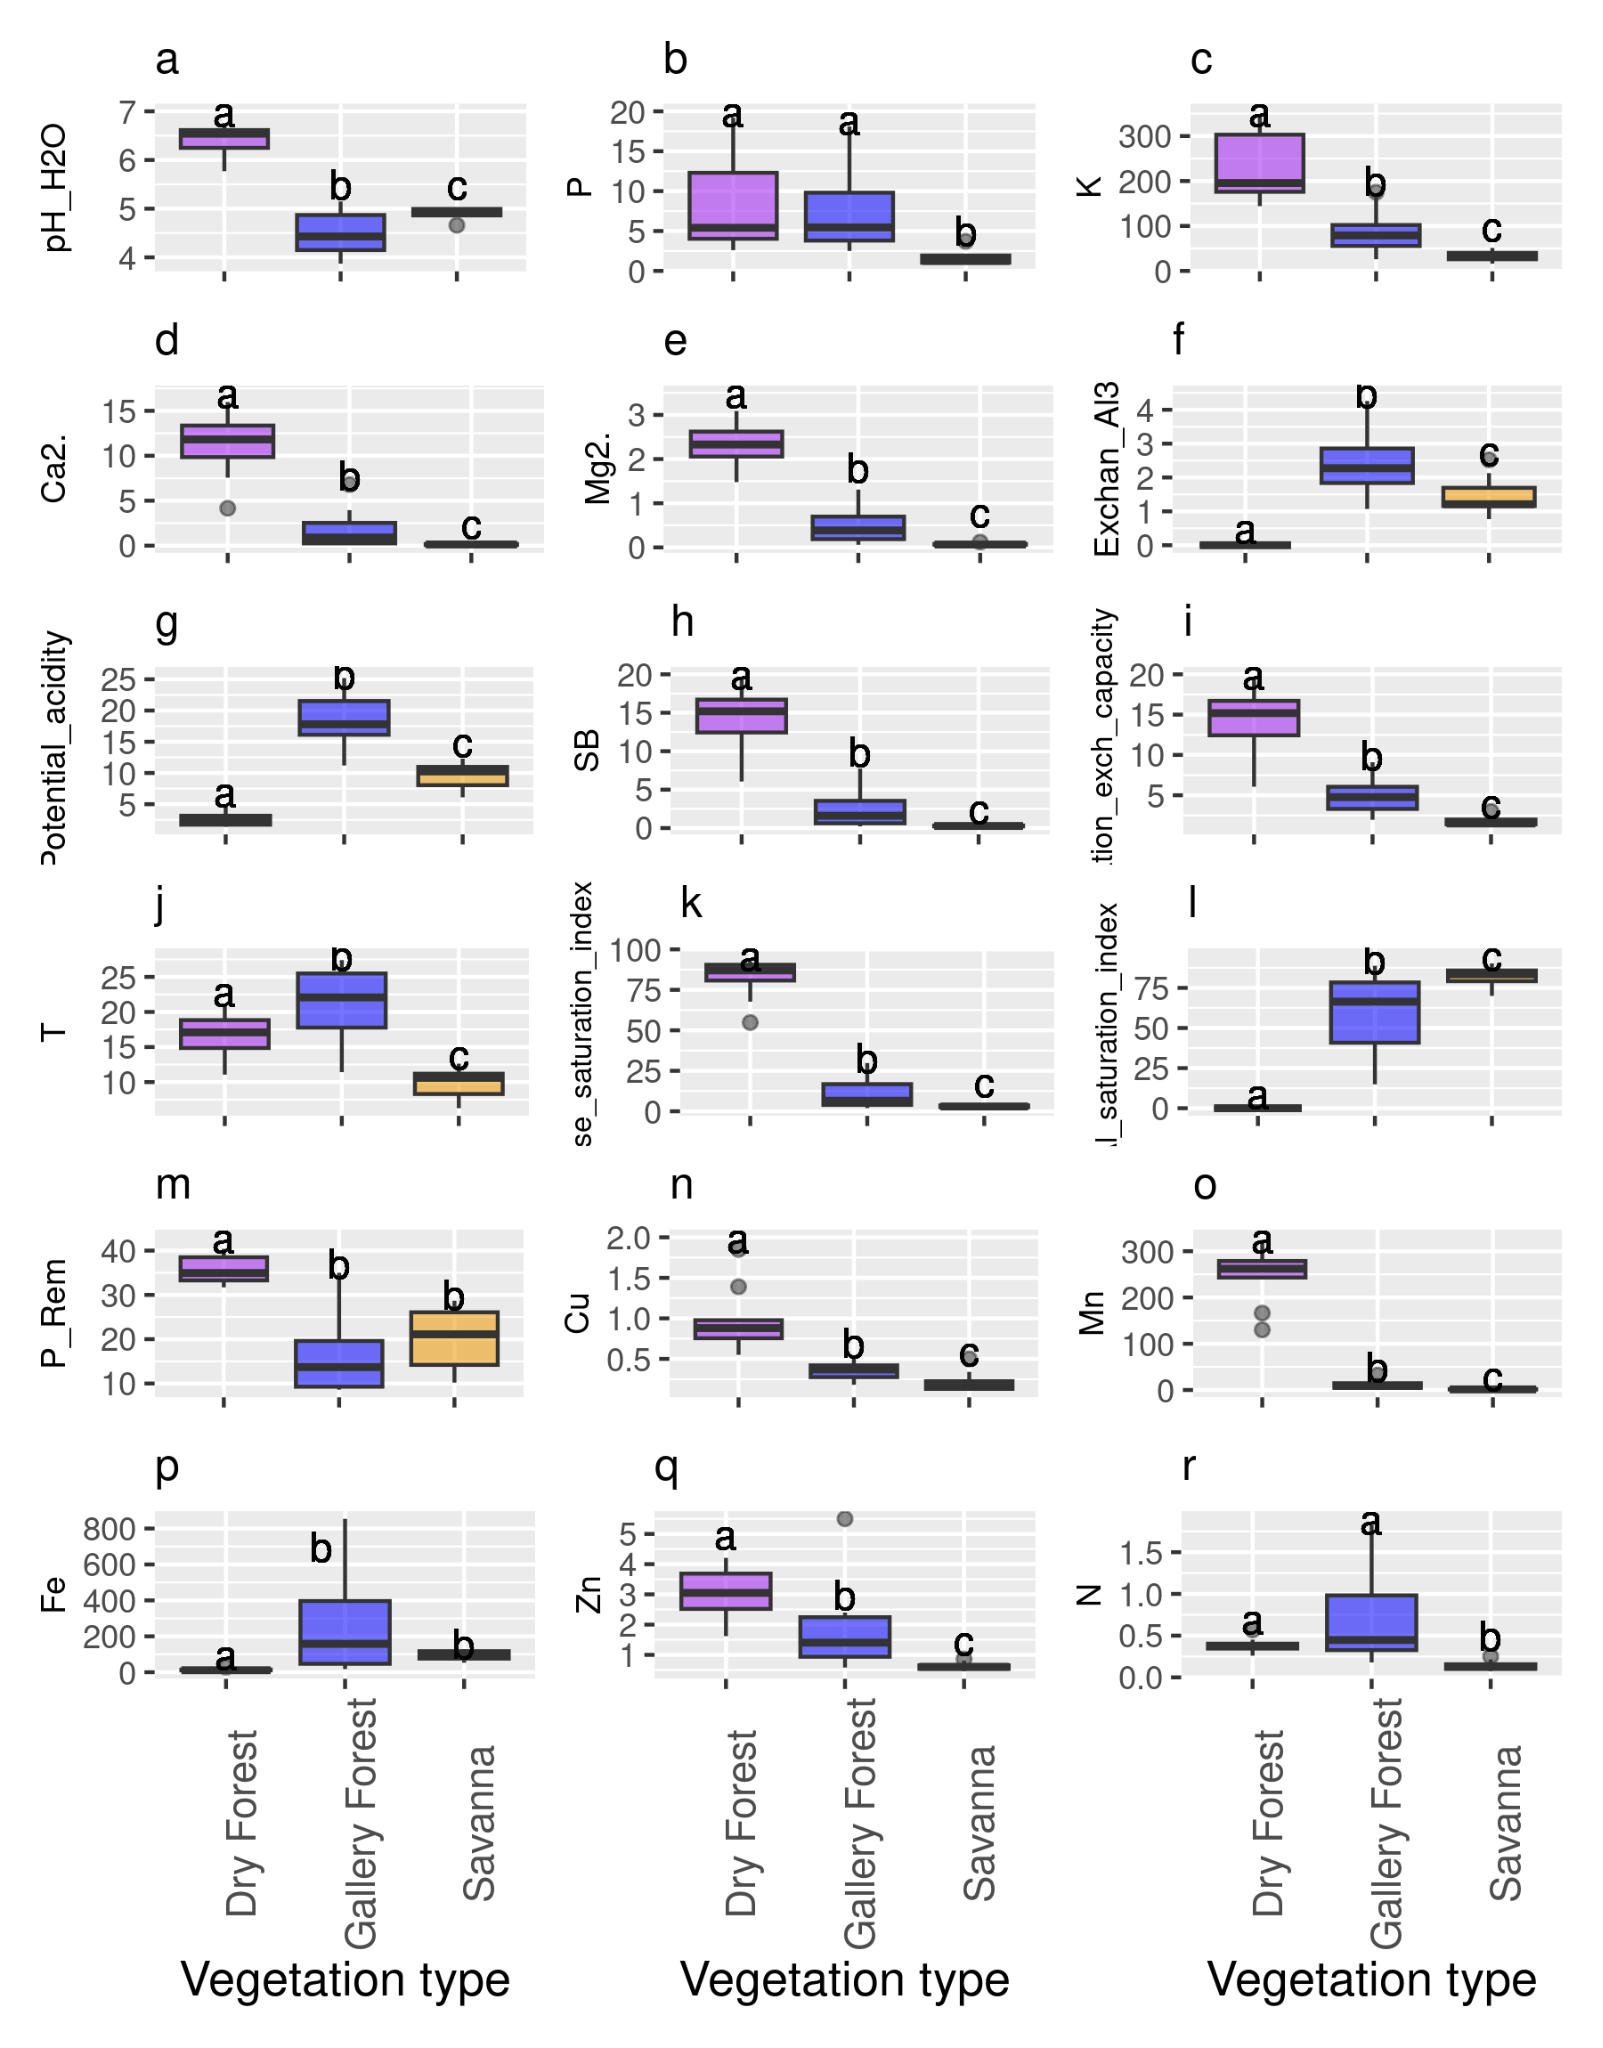 a
pH_H2O
7
6
5
4
a
b
c
b
P
20
15
10
5
0
a
a
b
c
K
300
200
100
0
a
b
c
d
Ca2.
15
10
5
0
a
b
c
e
Mg2.
3
2
1
0
a
b
c
f
Exchan_Al3
4
3
2
1
0
a
b
c
g
Potential_acidity
25
20
15
10
5
a
b
c
h
SB
20
15
10
5
0
a
b
c
i
tion_exch_capacity
20
15
10
5
a
b
c
j
T
25
20
15
10
a
b
c
k
se_saturation_index
100
75
50
25
0
a
b
c
l
l_saturation_index
75
50
25
0
a
b
c
m
P_Rem
40
30
20
10
a
b
b
n
Cu
2.0
1.5
1.0
0.5
a
b
c
o
Mn
300
200
100
0
a
b
c
p
Fe
800
600
400
200
0
a
b
b
q
Zn
5
4
3
2
1
a
b
c
r
N
1.5
1.0
0.5
0.0
a
a
b
Dry Forest
Gallery Forest
Savanna
Dry Forest
Gallery Forest
Savanna
Dry Forest
Gallery Forest
Savanna
Vegetation type
Vegetation type
Vegetation type